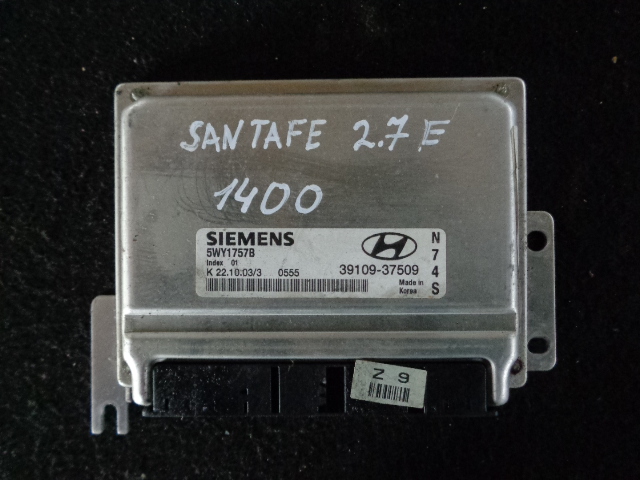 SANTAFE 2.7 E
1400
SIEMENS
5WY1757B
Index 01
K 22.10:03/3 0555
39109-37509
Made in
Korea
N
7
4
S
Z 9